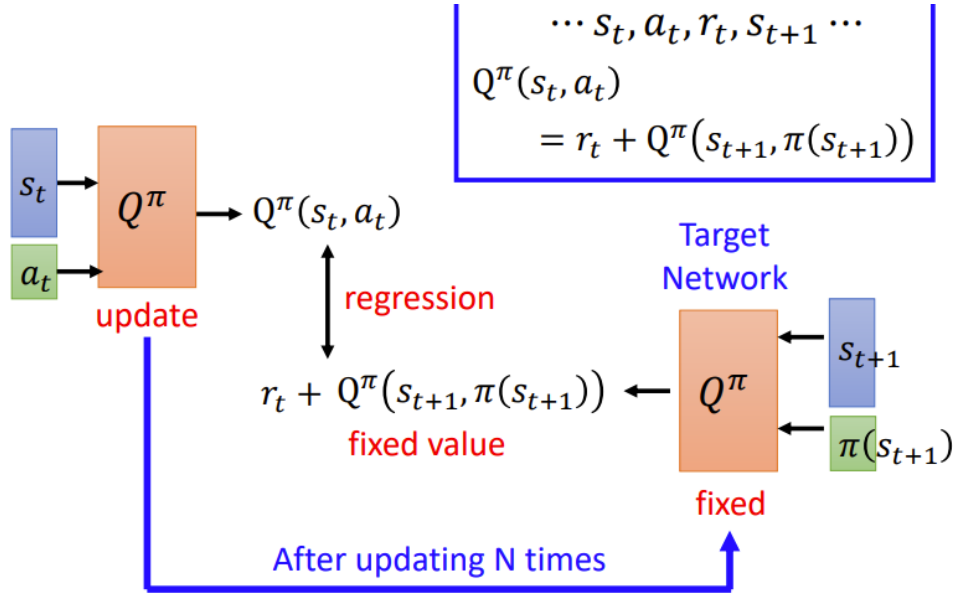 ⋯ s_t, a_t, r_t, s_{t+1} ⋯
Q^π(s_t, a_t)
= r_t + Q^π(s_{t+1}, π(s_{t+1}))
s_t
a_t
Q^π
update
Q^π(s_t, a_t)
regression
r_t + Q^π(s_{t+1}, π(s_{t+1}))
fixed value
Target
Network
Q^π
fixed
s_{t+1}
π(s_{t+1})
After updating N times